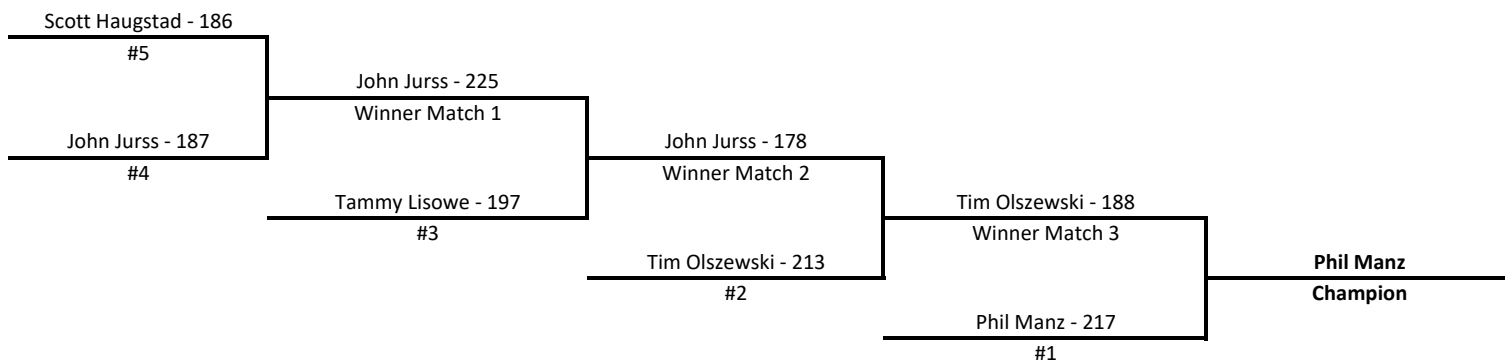 Scott Haugstad - 186
#5
John Jurss - 225
Winner Match 1
John Jurss - 187
#4
John Jurss - 178
Winner Match 2
Tammy Lisowe - 197
#3
Tim Olszewski - 188
Winner Match 3
Tim Olszewski - 213
#2
Phil Manz
Champion
Phil Manz - 217
#1